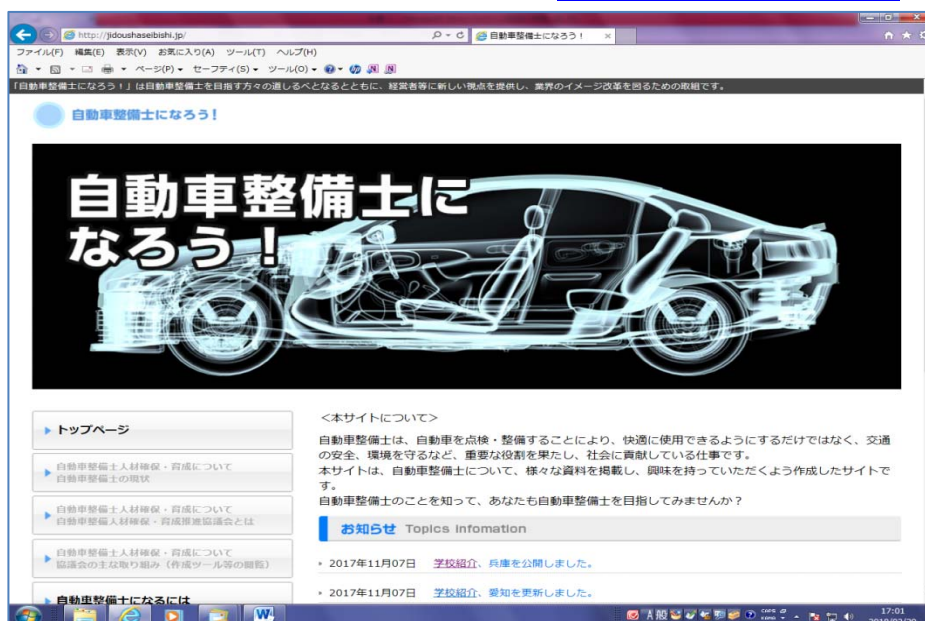 http://jidoushaseibishi.jp/
自動車整備士になろう！
ファイル(F) 編集(E) 表示(V) お気に入り(A) ツール(T) ヘルプ(H)
ページ(P) セーフティ(S) ツール(O)
「自動車整備士になろう！」は自動車整備士を目指す方々の道しるべとなるとともに、経営者等に新しい視点を提供し、業界のイメージ改革を図るための取組です。
自動車整備士になろう！
自動車整備士に
なろう！
トップページ
自動車整備士人材確保・育成について
自動車整備士の現状
自動車整備士人材確保・育成について
自動車整備人材確保・育成推進協議会とは
自動車整備士人材確保・育成について
協議会の主な取り組み（作成ツール等の閲覧）
自動車整備士になるには
＜本サイトについて＞
自動車整備士は、自動車を点検・整備することにより、快適に使用できるようにするだけではなく、交通
の安全、環境を守るなど、重要な役割を果たし、社会に貢献している仕事です。
本サイトは、自動車整備士について、様々な資料を掲載し、興味を持っていただくよう作成したサイトで
す。
自動車整備士のことを知って、あなたも自動車整備士を目指してみませんか？
お知らせ Topics Infomation
2017年11月07日 学校紹介、兵庫を公開しました。
2017年11月07日 学校紹介、愛知を更新しました。
A 般
17:01